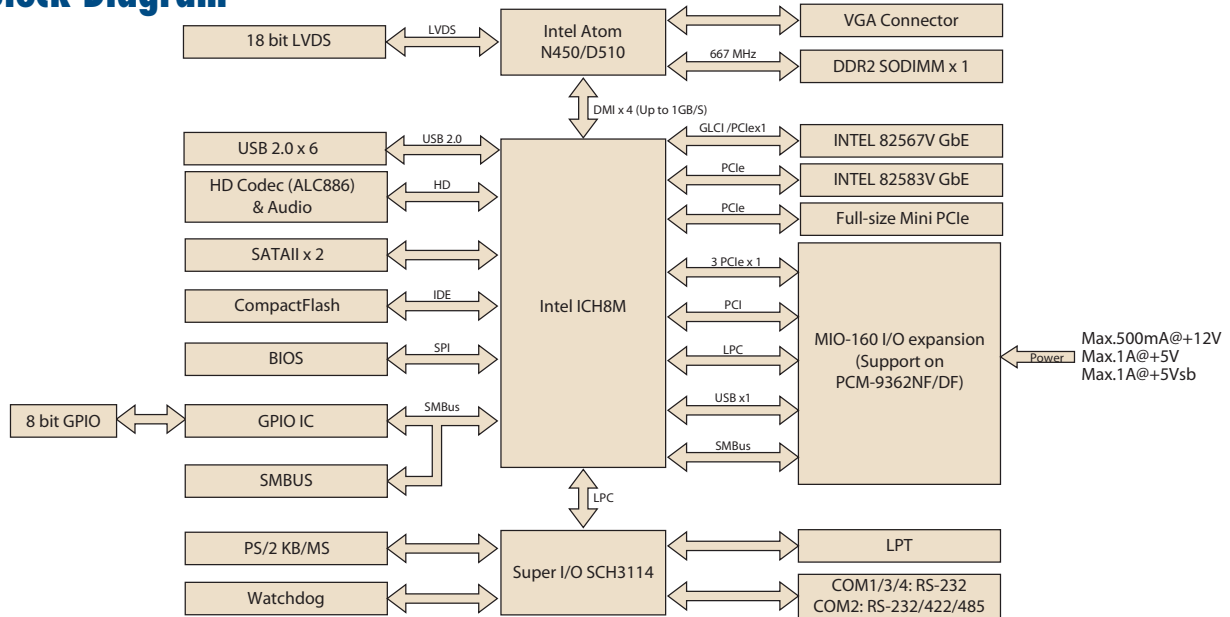 Block Diagram
18 bit LVDS
LVDS
Intel Atom
N450/D510
VGA Connector
667 MHz
DDR2 SODIMM x 1
DMI x 4 (Up to 1GB/S)
USB 2.0 x 6
USB 2.0
HD Codec (ALC886)
& Audio
HD
SATAII x 2
CompactFlash
IDE
BIOS
SPI
8 bit GPIO
GPIO IC
SMBus
SMBUS
Intel ICH8M
GLCI /PCIex1
INTEL 82567V GbE
PCIe
INTEL 82583V GbE
PCIe
Full-size Mini PCIe
3 PCIe x 1
PCI
LPC
USB x1
SMBus
MIO-160 I/O expansion
(Support on
PCM-9362NF/DF)
Power
Max.500mA@+12V
Max.1A@+5V
Max.1A@+5Vsb
LPC
PS/2 KB/MS
Watchdog
Super I/O SCH3114
LPT
COM1/3/4: RS-232
COM2: RS-232/422/485